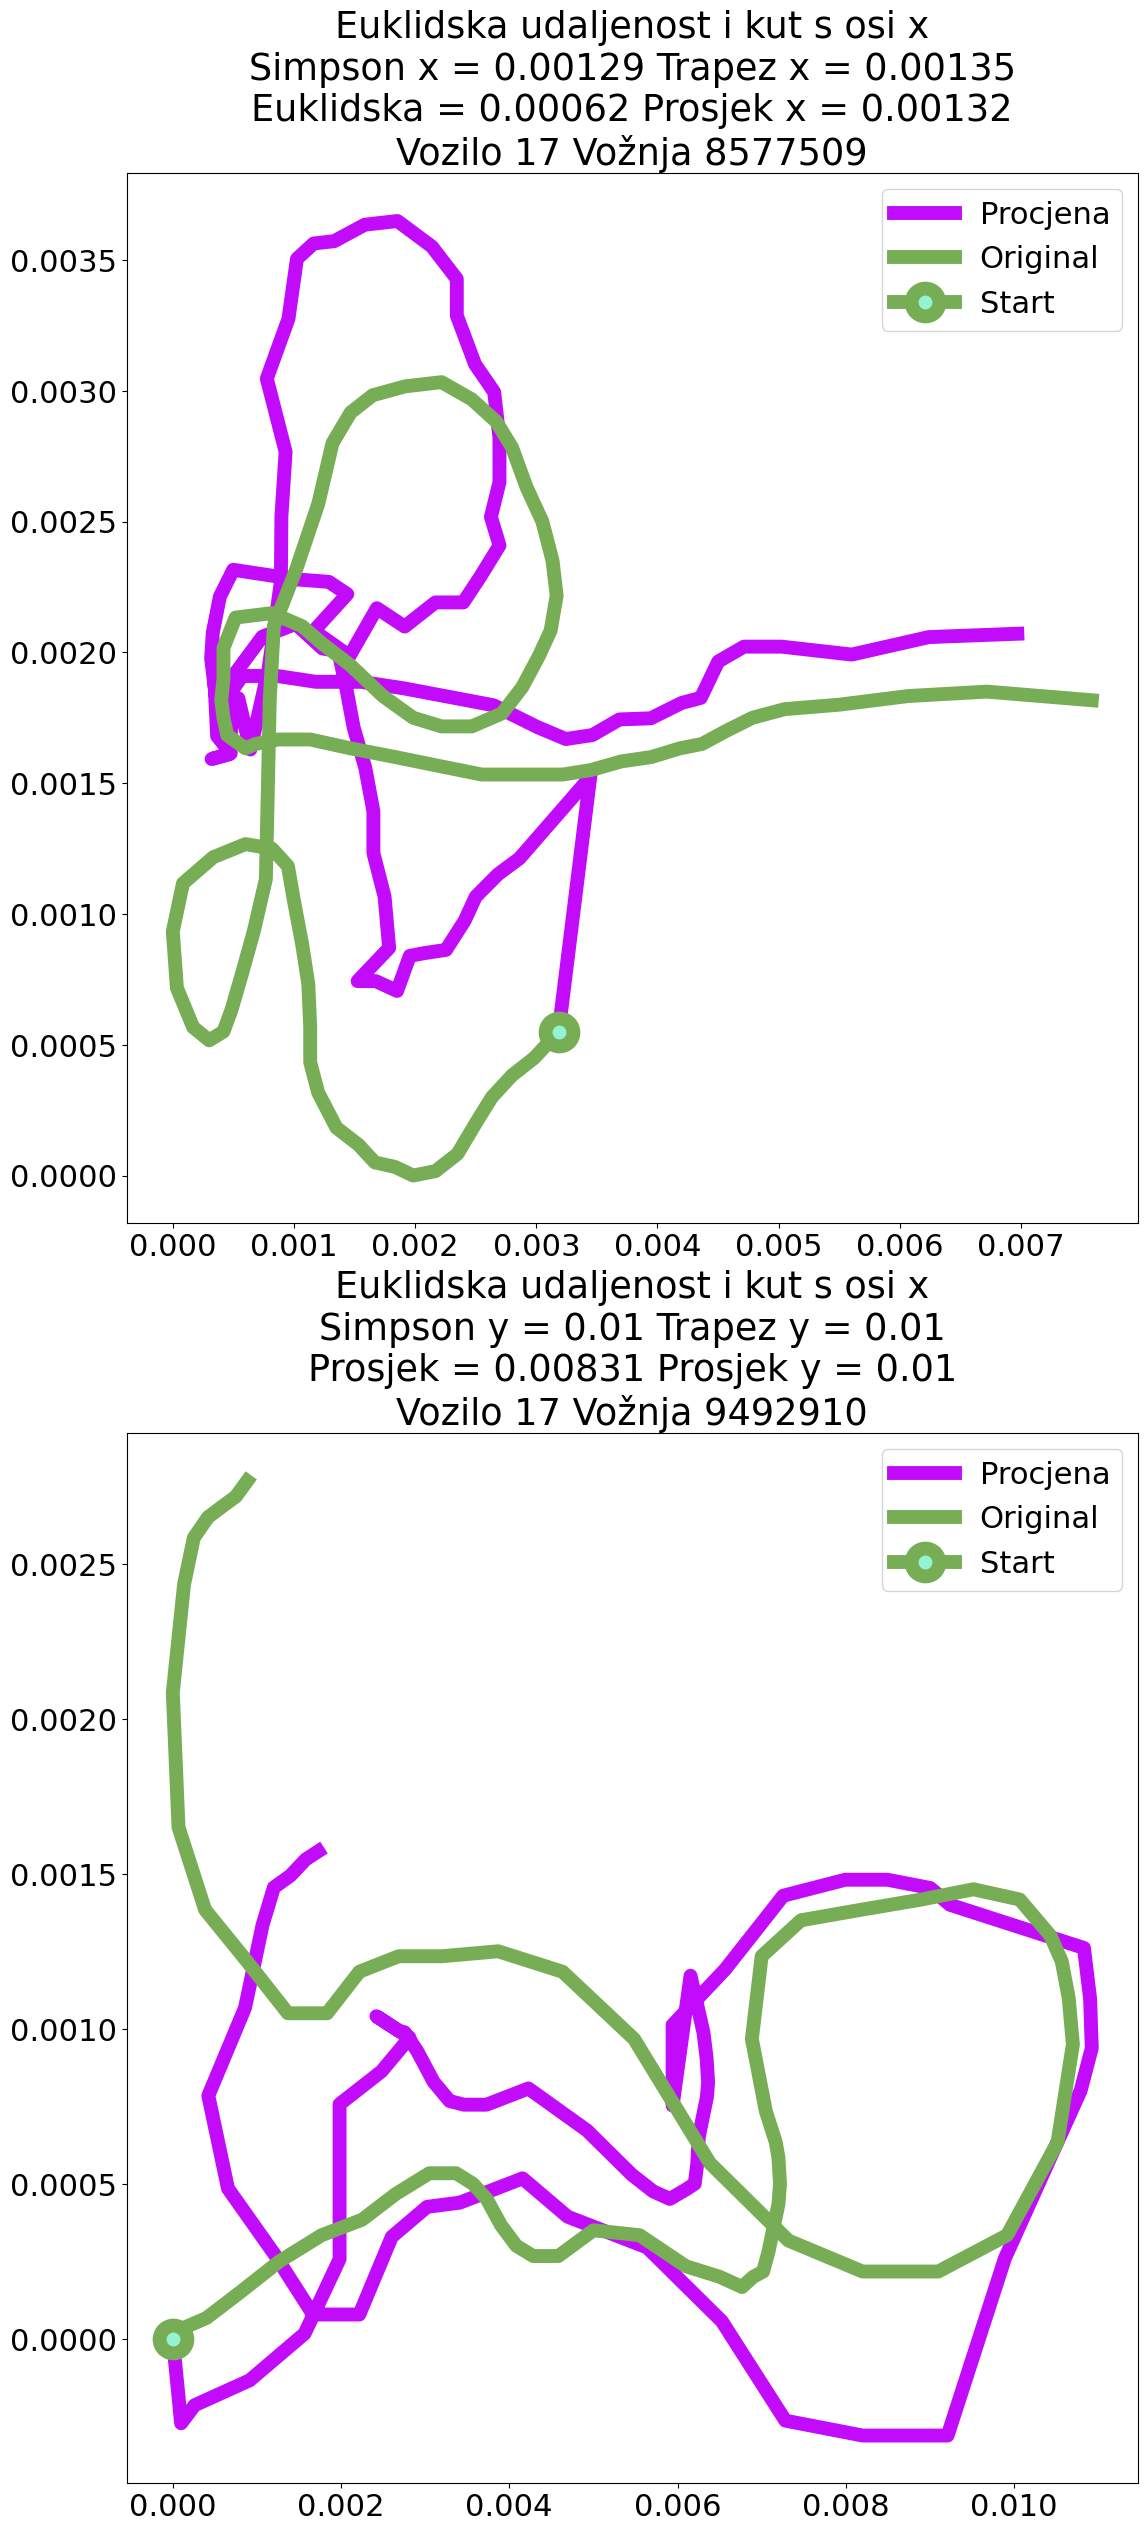 Euklidska udaljenost i kut s osi x
Simpson x = 0.00129 Trapez x = 0.00135
Euklidska = 0.00062 Prosjek x = 0.00132
Vozilo 17 Vožnja 8577509
Procjena
Original
Start
0.0035
0.0030
0.0025
0.0020
0.0015
0.0010
0.0005
0.0000
0.000 0.001 0.002 0.003 0.004 0.005 0.006 0.007
Euklidska udaljenost i kut s osi x
Simpson y = 0.01 Trapez y = 0.01
Prosjek = 0.00831 Prosjek y = 0.01
Vozilo 17 Vožnja 9492910
Procjena
Original
Start
0.0025
0.0020
0.0015
0.0010
0.0005
0.0000
0.000 0.002 0.004 0.006 0.008 0.010